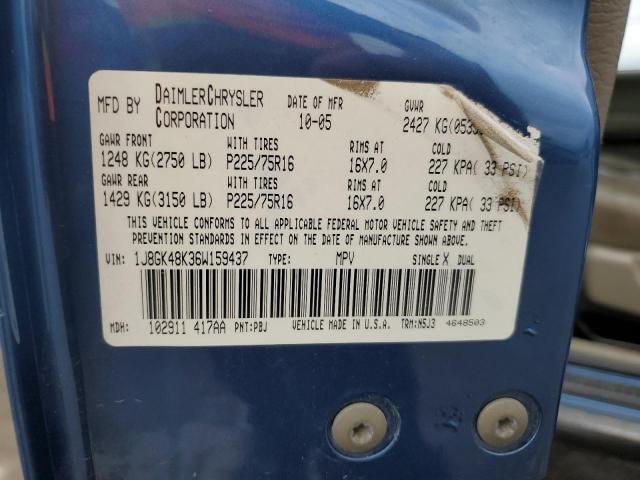 MFD BY DAIMLERCHRYSLER CORPORATION DATE OF MFR 10-05 GVWR 2427 KG(0535
GAWR FRONT WITH TIRES RIMS AT COLD
1248 KG(2750 LB) P225/75R16 16X7.0 227 KPA( 33 PSI)
GAWR REAR WITH TIRES RIMS AT COLD
1429 KG(3150 LB) P225/75R16 16X7.0 227 KPA( 33 PSI)
THIS VEHICLE CONFORMS TO ALL APPLICABLE FEDERAL MOTOR VEHICLE SAFETY AND THEFT
PREVENTION STANDARDS IN EFFECT ON THE DATE OF MANUFACTURE SHOWN ABOVE.
VIN: 1J8GK48K36W159437 TYPE: MPV SINGLE X DUAL
MDH: 102911 417AA PNT:PBJ VEHICLE MADE IN U.S.A. TRM:N5J3 4648503